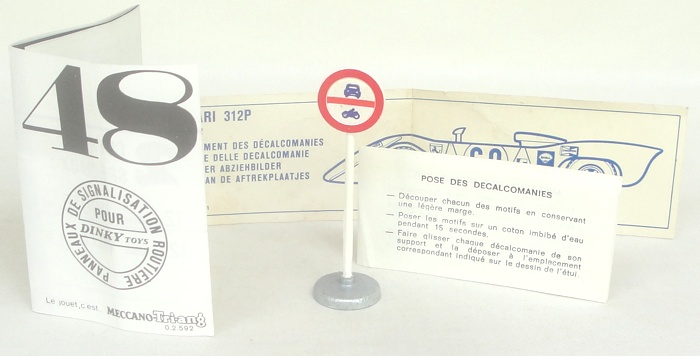 48
PANNEAUX DE SIGNALISATION ROUTIERE
POUR
DINKY TOYS
Le jouet, c'est MECCANO Tri-ang
0.2.592
ARI 312P
MENT DES DÉCALCOMANIES
E DELLE DECALCOMANIE
ER ABZIEHBILDER
AN DE AFTREKPLAATJES
POSE DES DECALCOMANIES
— Découper chacun des motifs en conservant
une légère marge.
— Poser les motifs sur un coton imbibé d'eau
pendant 15 secondes.
— Faire glisser chaque décalcomanie de son
support et la déposer à l'emplacement
correspondant indiqué sur le dessin de l'étui.